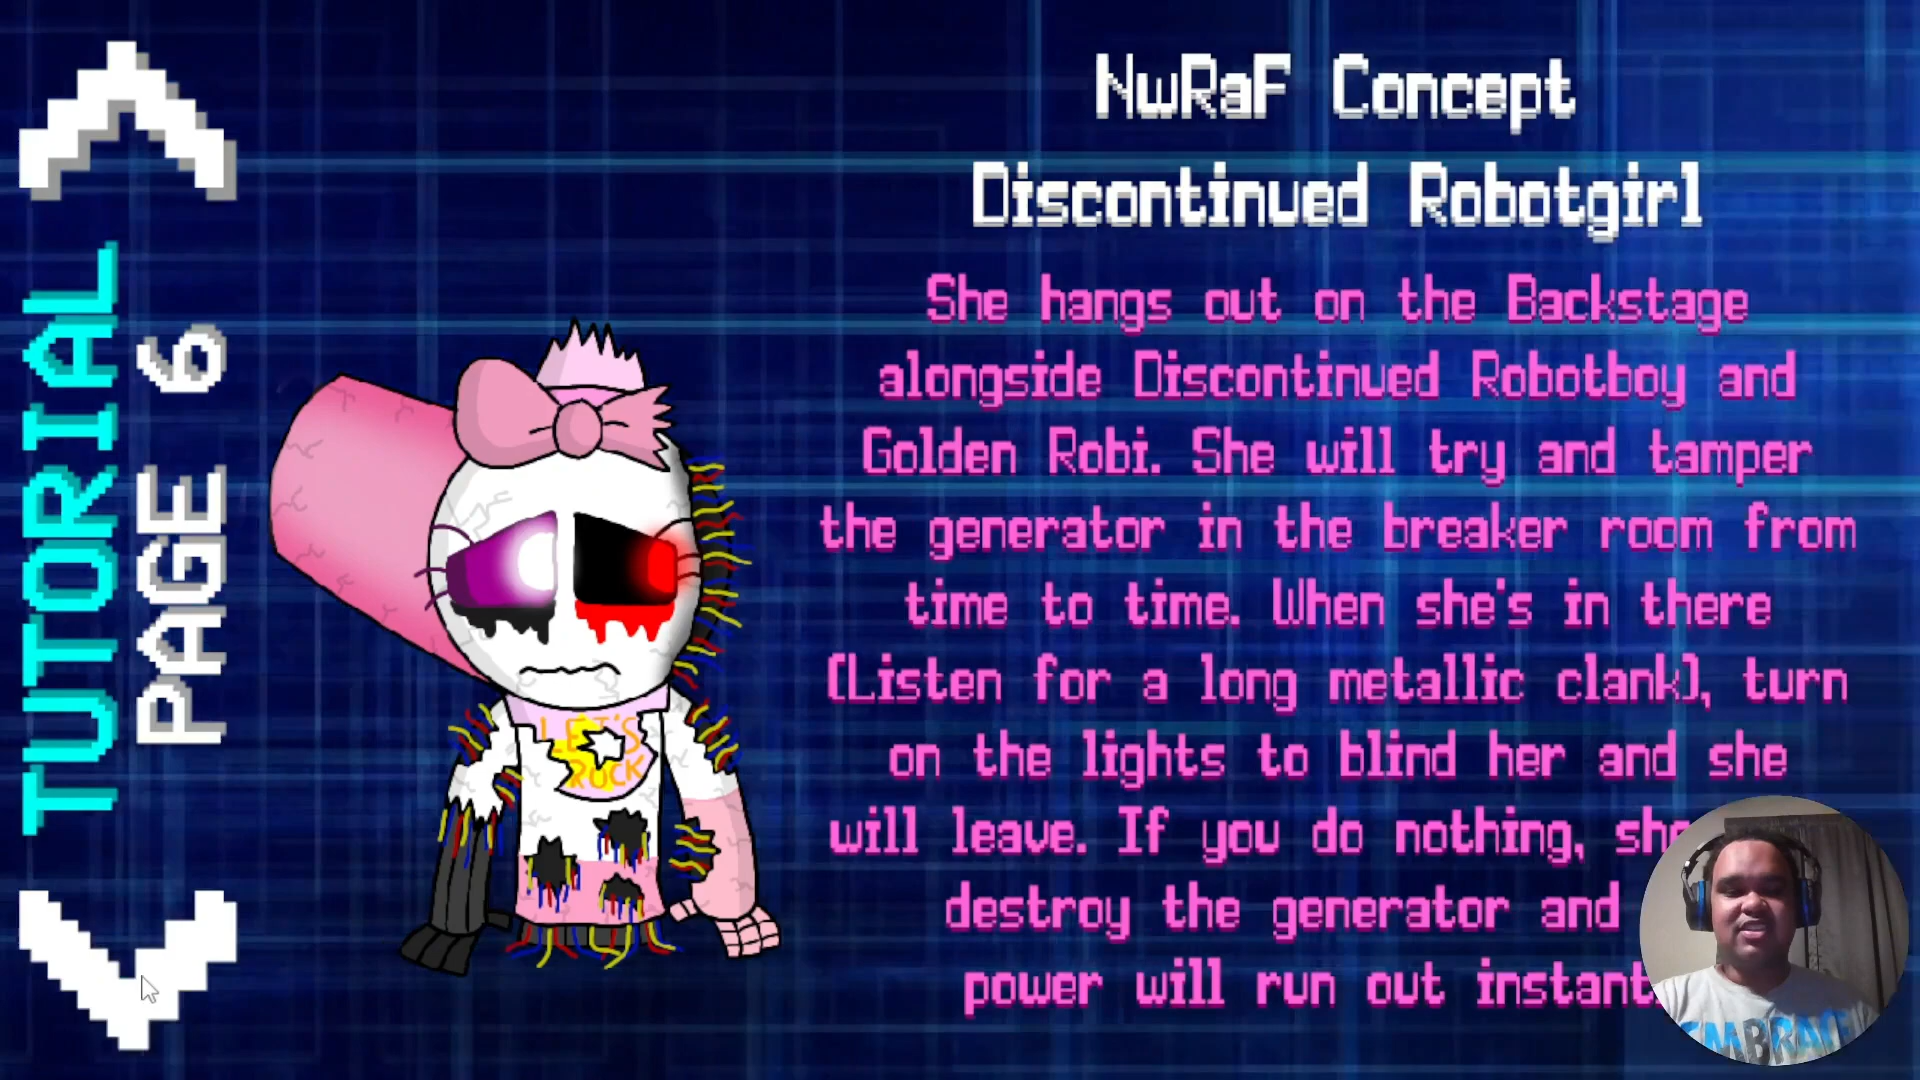 TUTORIAL
PAGE 6
NwRaF Concept
Discontinued Robotgirl
She hangs out on the Backstage
alongside Discontinued Robotboy and
Golden Robi. She will try and tamper
the generator in the breaker room from
time to time. When she's in there
(Listen for a long metallic clank), turn
on the lights to blind her and she
will leave. If you do nothing, she
destroy the generator and
power will run out
LET'S
ROCK
EMBRACE